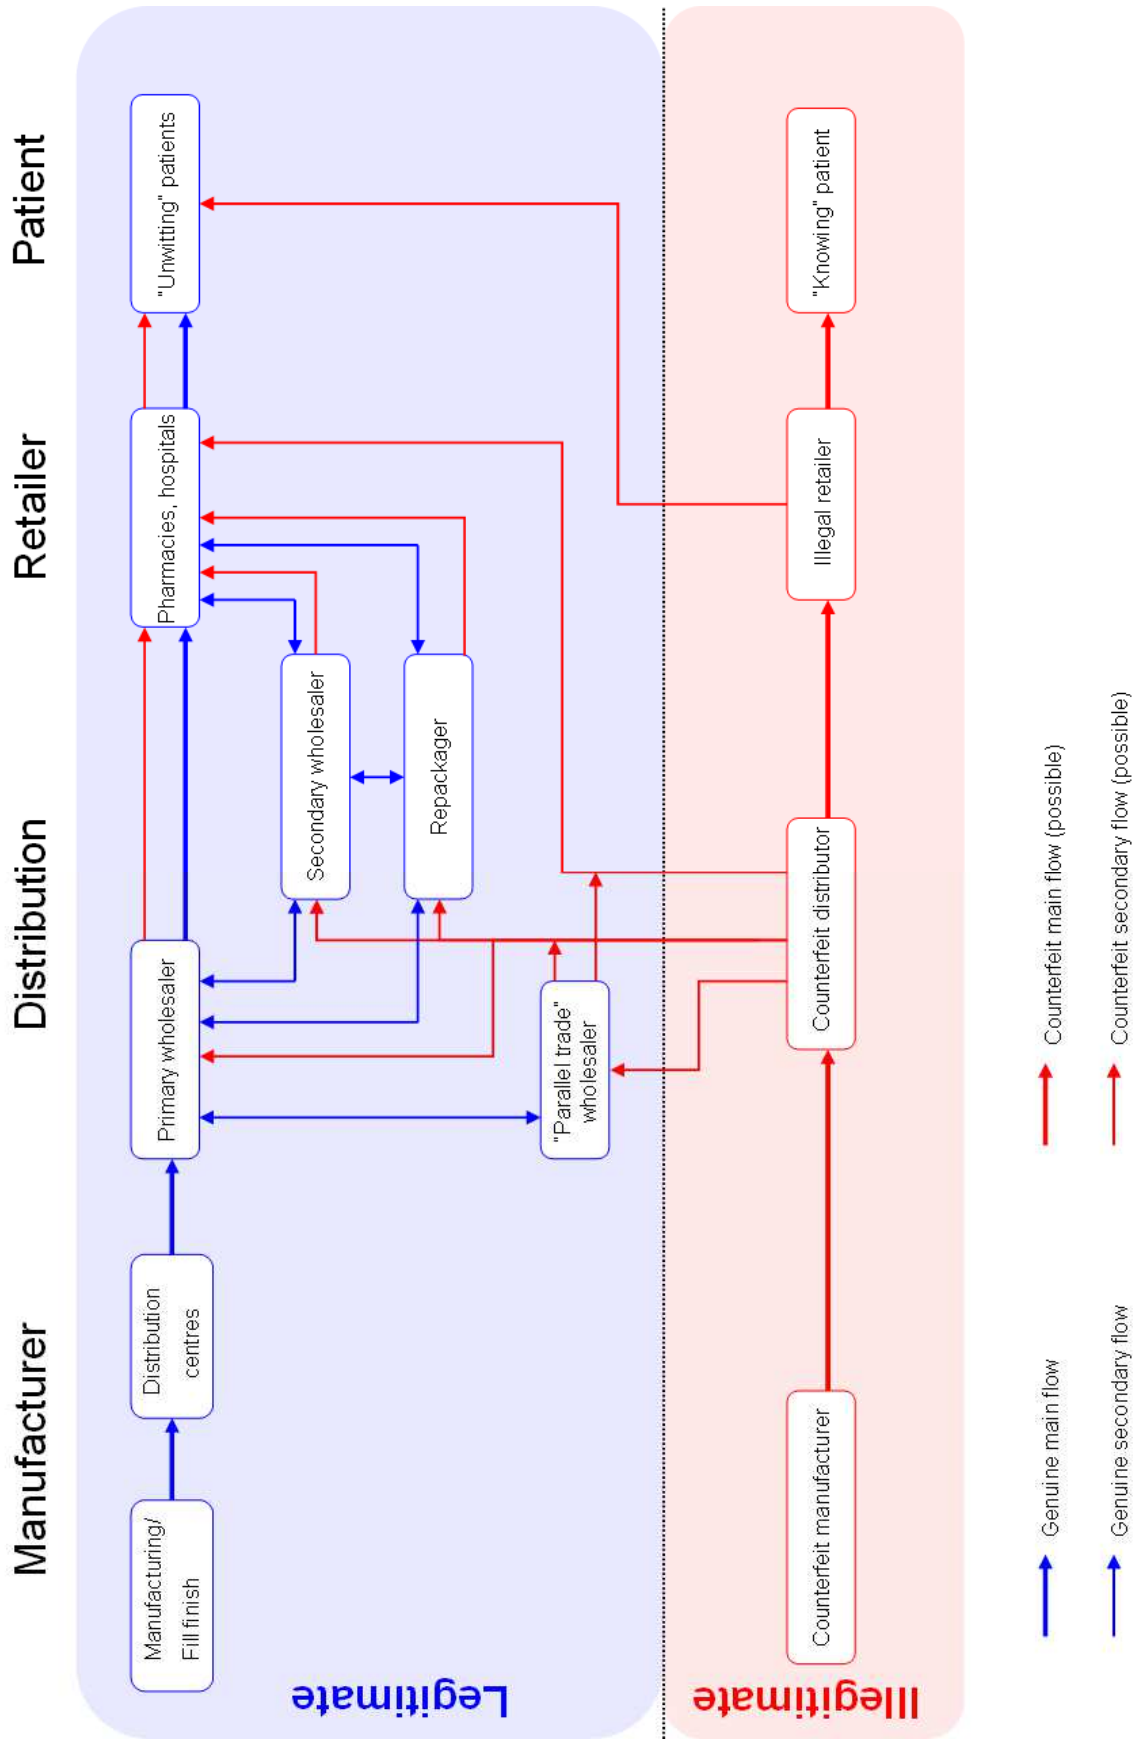 Manufacturer
Distribution
Retailer
Patient
Legitimate
Manufacturing/
Fill finish
Distribution
centres
Primary wholesaler
Pharmacies, hospitals
"Unwitting" patients
Secondary wholesaler
Repackager
"Parallel trade"
wholesaler
Illegitimate
Counterfeit manufacturer
Counterfeit distributor
Illegal retailer
"Knowing" patient
Genuine main flow
Counterfeit main flow (possible)
Genuine secondary flow
Counterfeit secondary flow (possible)